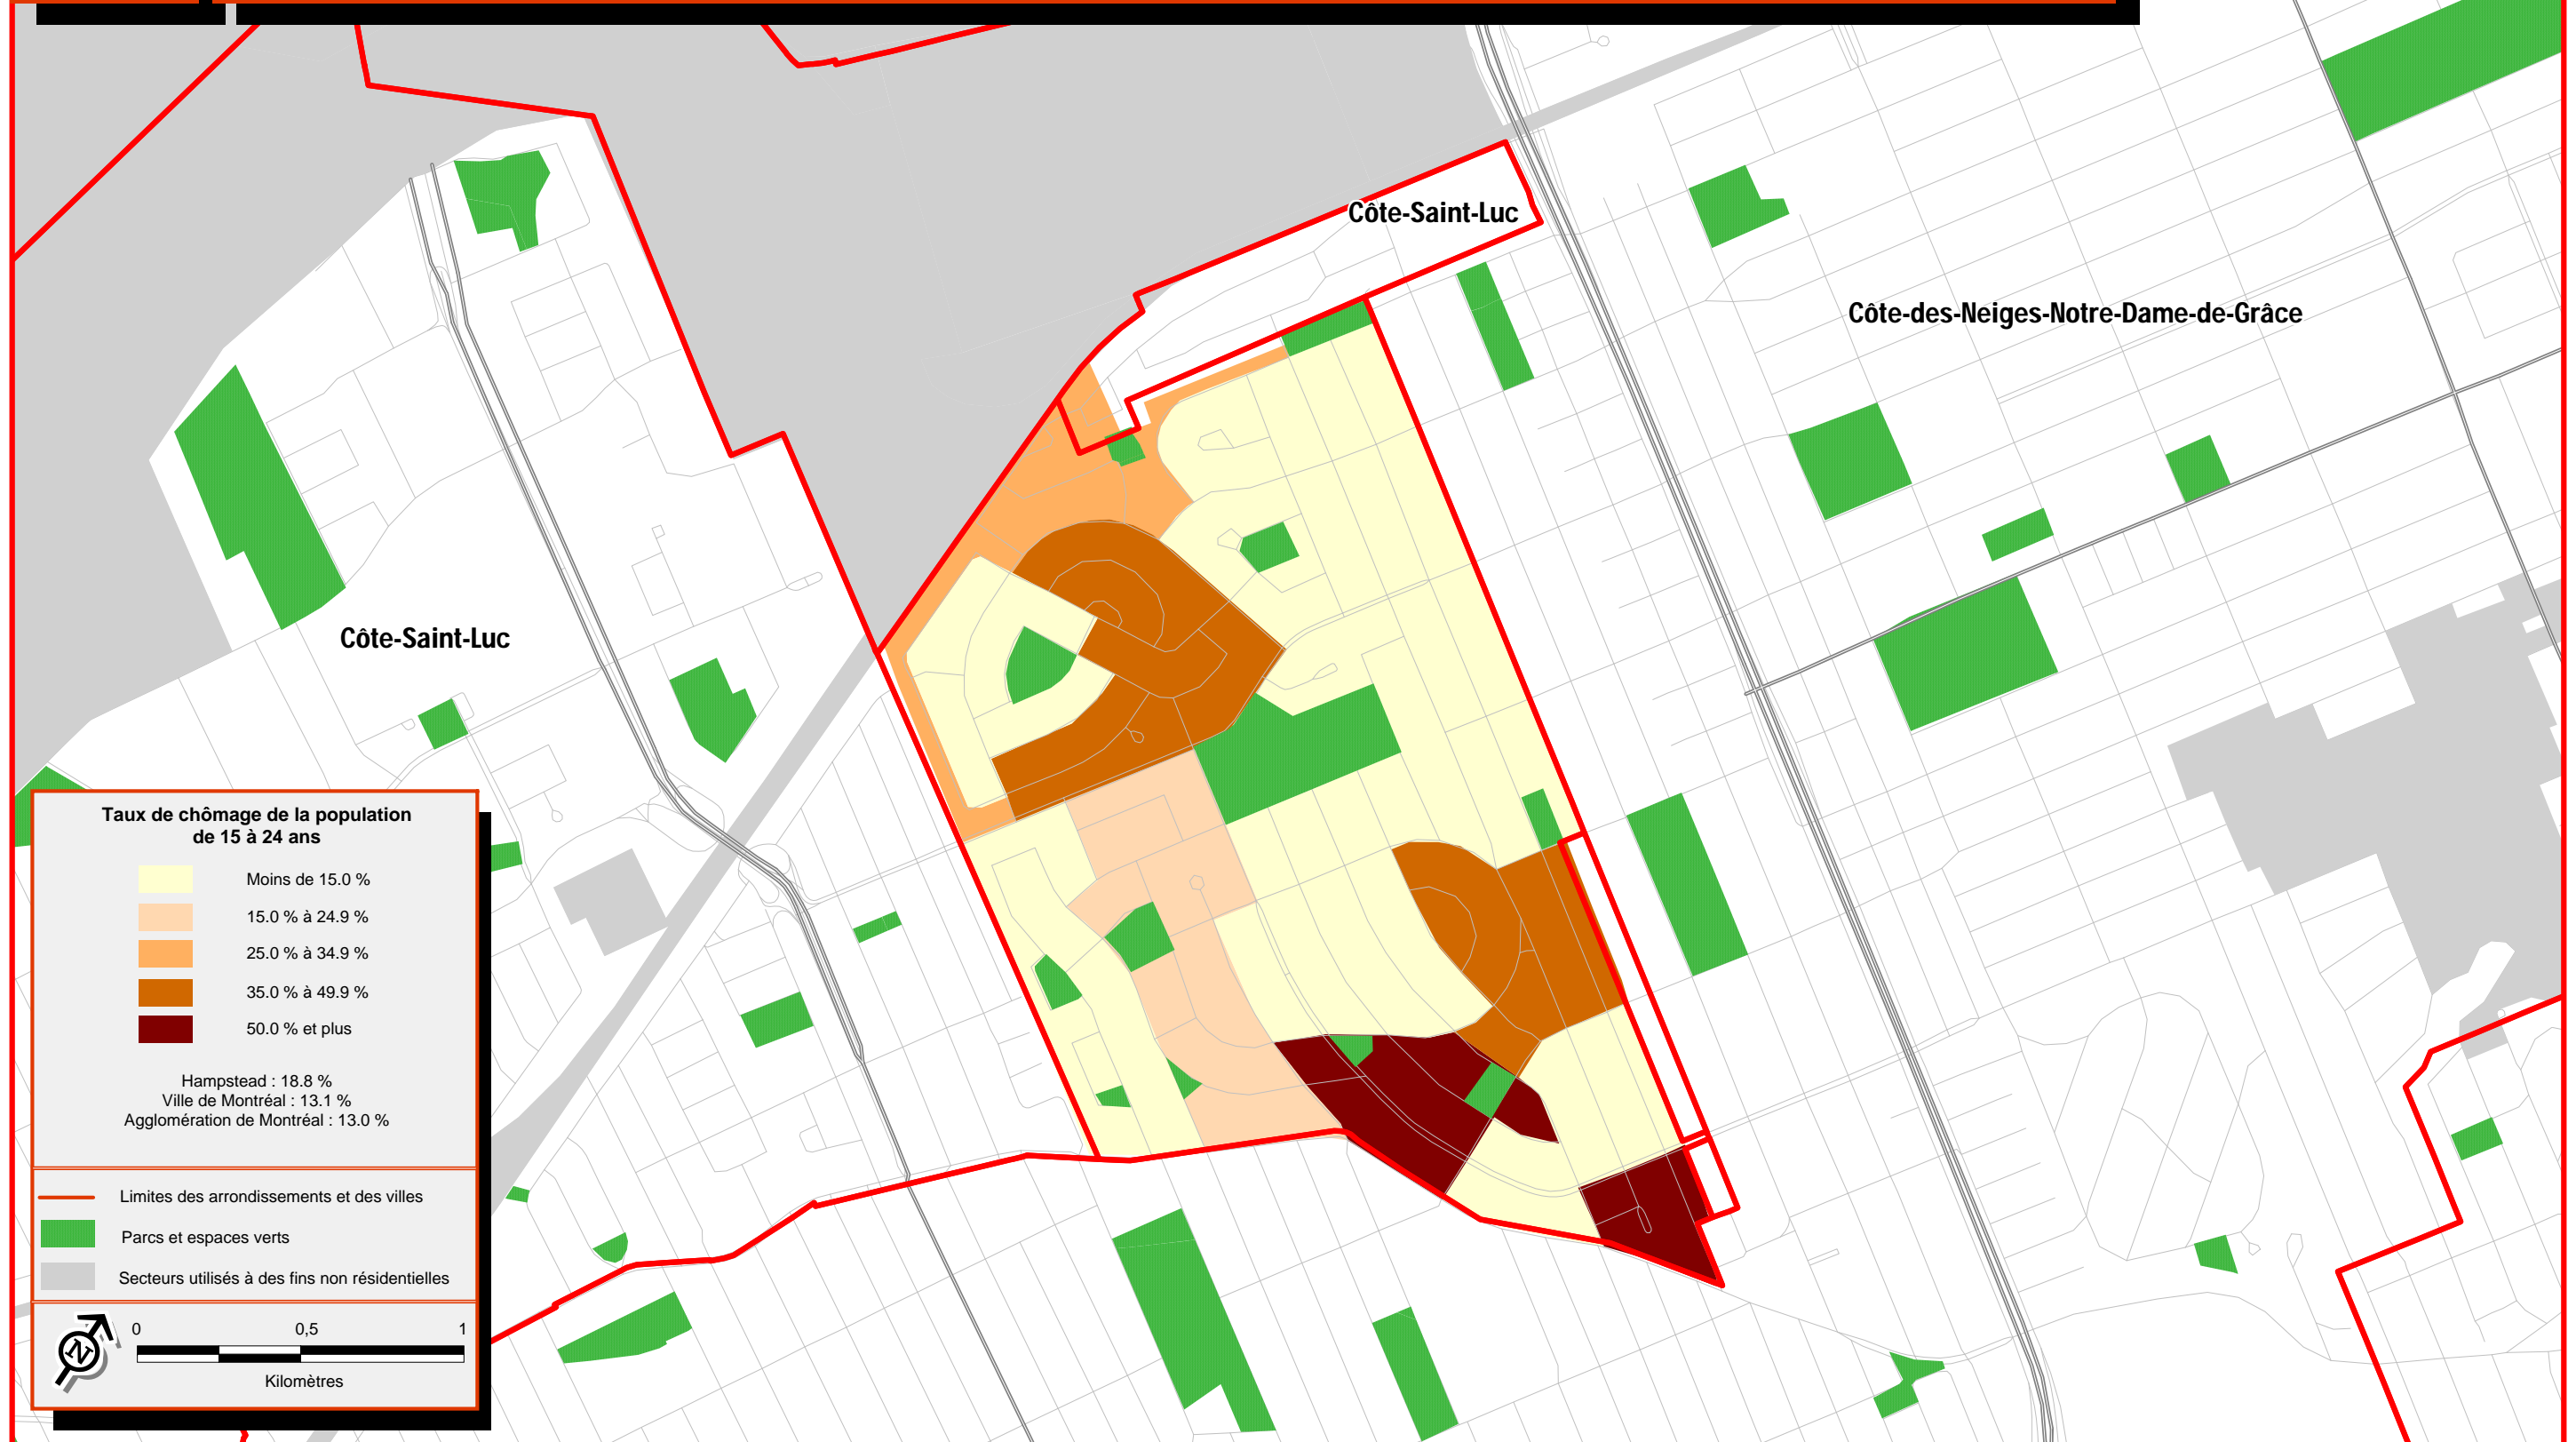 Côte-Saint-Luc
Côte-des-Neiges-Notre-Dame-de-Grâce
Côte-Saint-Luc
Taux de chômage de la population
de 15 à 24 ans
Moins de 15.0 %
15.0 % à 24.9 %
25.0 % à 34.9 %
35.0 % à 49.9 %
50.0 % et plus
Hampstead : 18.8 %
Ville de Montréal : 13.1 %
Agglomération de Montréal : 13.0 %
Limites des arrondissements et des villes
Parcs et espaces verts
Secteurs utilisés à des fins non résidentielles
N
0 0,5 1
Kilomètres